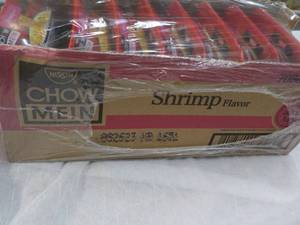 NISSIN
CHOW
MEIN
Shrimp Flavor